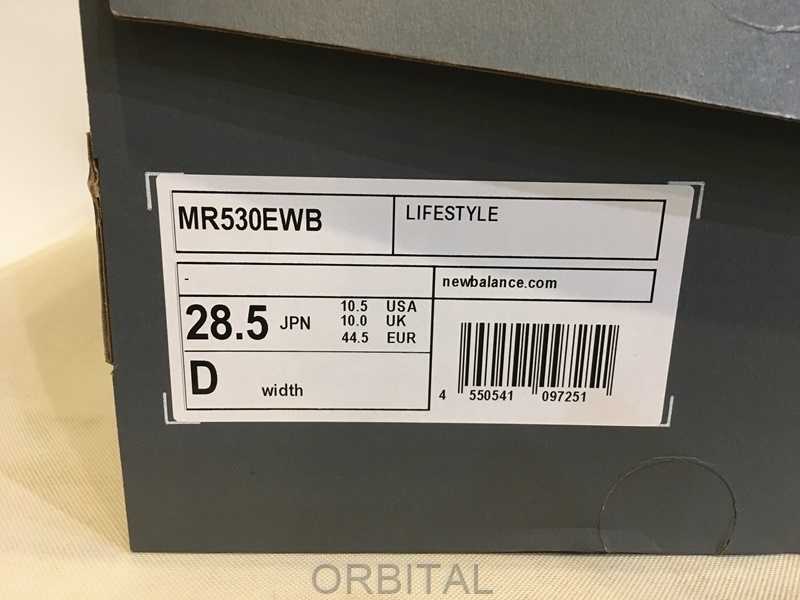 MR530EWB
LIFESTYLE
-
newbalance.com
28.5 JPN
10.5 USA
10.0 UK
44.5 EUR
D width
4 550541 097251
ORBITAL